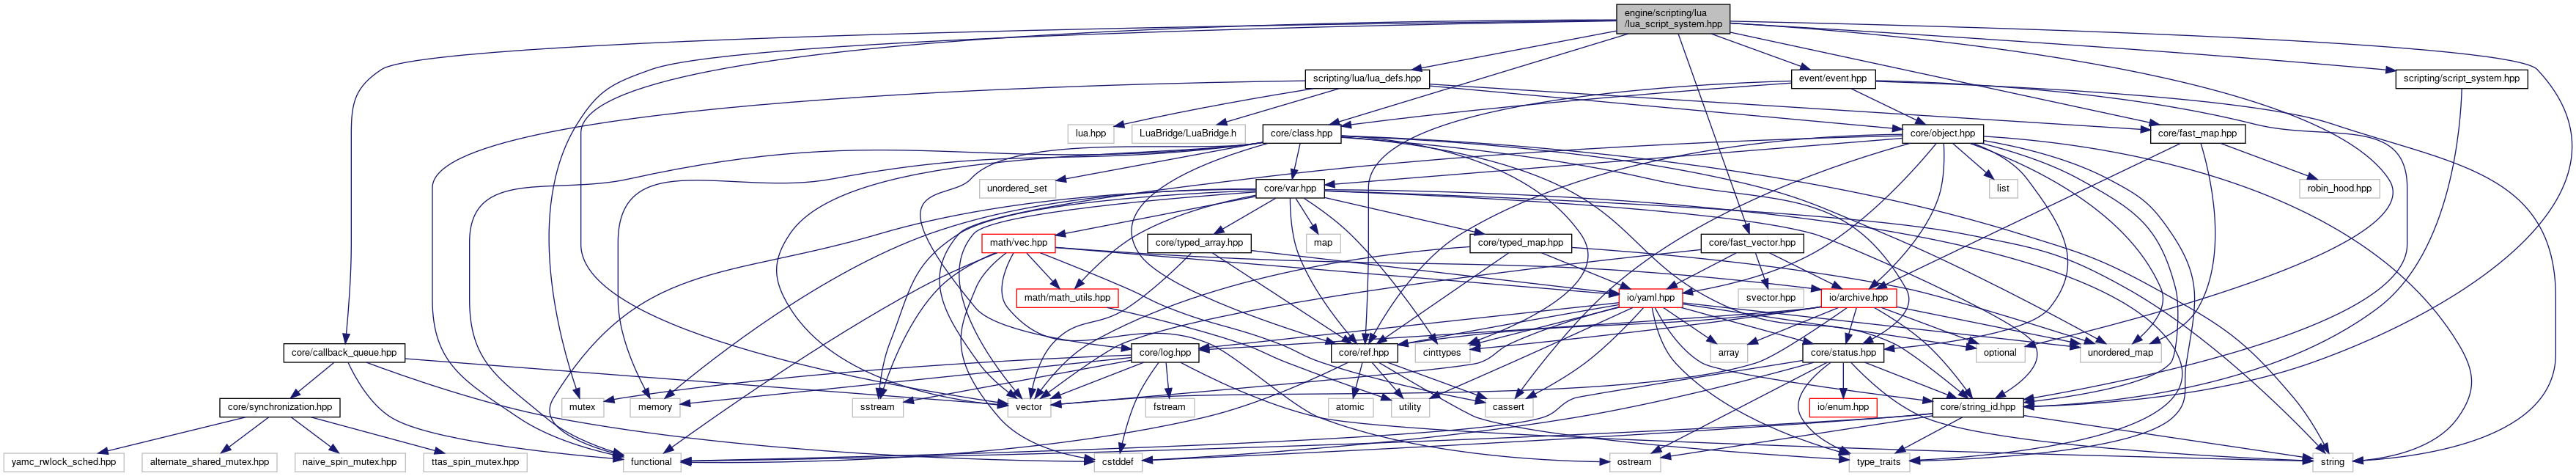 engine/scripting/lua
/lua_script_system.hpp
scripting/lua/lua_defs.hpp
event/event.hpp
scripting/script_system.hpp
lua.hpp
LuaBridge/LuaBridge.h
core/class.hpp
core/object.hpp
core/fast_map.hpp
unordered_set
core/var.hpp
list
robin_hood.hpp
math/vec.hpp
core/typed_array.hpp
map
core/typed_map.hpp
core/fast_vector.hpp
math/math_utils.hpp
io/yaml.hpp
svector.hpp
io/archive.hpp
core/callback_queue.hpp
core/log.hpp
core/ref.hpp
cinttypes
array
core/status.hpp
optional
unordered_map
core/synchronization.hpp
mutex
memory
sstream
vector
fstream
atomic
utility
cassert
io/enum.hpp
core/string_id.hpp
yamc_rwlock_sched.hpp
alternate_shared_mutex.hpp
naive_spin_mutex.hpp
ttas_spin_mutex.hpp
functional
cstddef
ostream
type_traits
string